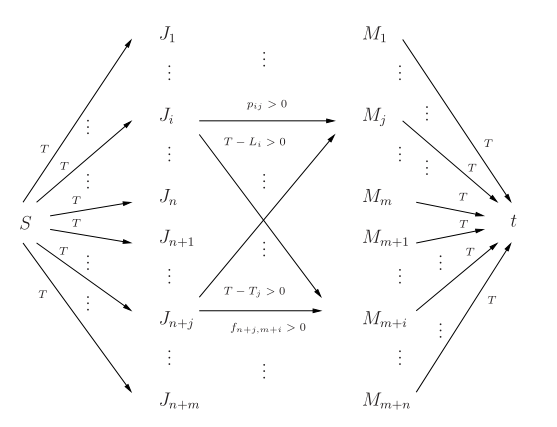 J_1 M_1
p_{ij} > 0
J_i M_j
T T − L_i > 0 T
T T
J_n M_m
T T
S t
T T
J_{n+1} M_{m+1}
T T
T T − T_j > 0 T
J_{n+j} M_{m+i}
f_{n+j,m+i} > 0
J_{n+m} M_{m+n}